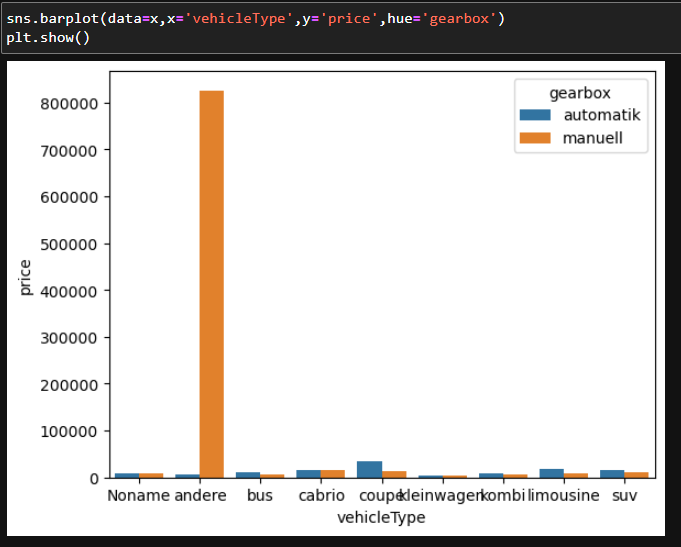 sns.barplot(data=x,x='vehicleType',y='price',hue='gearbox')
plt.show()
gearbox
automatik
manuell
800000
700000
600000
500000
400000
300000
200000
100000
0
price
Noname andere bus cabrio coupe kleinwagen kombi limousine suv
vehicleType